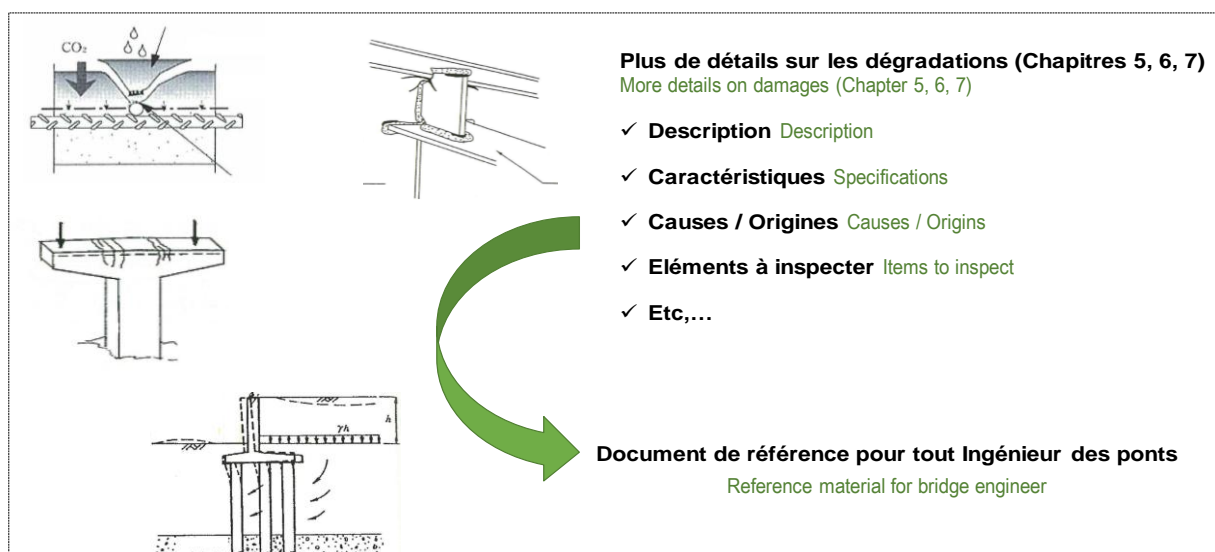 CO₂
Plus de détails sur les dégradations (Chapitres 5, 6, 7)
More details on damages (Chapter 5, 6, 7)
✓ Description Description
✓ Caractéristiques Specifications
✓ Causes / Origines Causes / Origins
✓ Eléments à inspecter Items to inspect
✓ Etc,…
h
γh
Document de référence pour tout Ingénieur des ponts
Reference material for bridge engineer